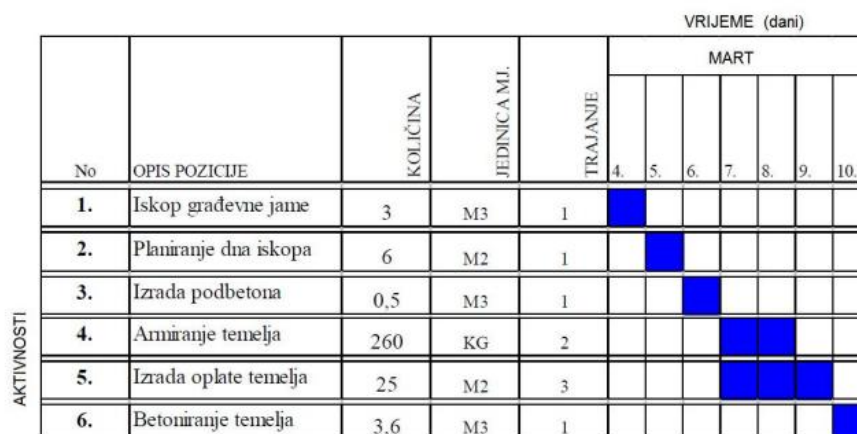 VRIJEME (dani)
MART
No OPIS POZICIJE KOLIČINA JEDINICA MJ. TRAJANJE 4. 5. 6. 7. 8. 9. 10.
1. Iskop građevne jame 3 M3 1
2. Planiranje dna iskopa 6 M2 1
3. Izrada podbetona 0,5 M3 1
4. Armiranje temelja 260 KG 2
5. Izrada oplate temelja 25 M2 3
6. Betoniranje temelja 3,6 M3 1
AKTIVNOSTI